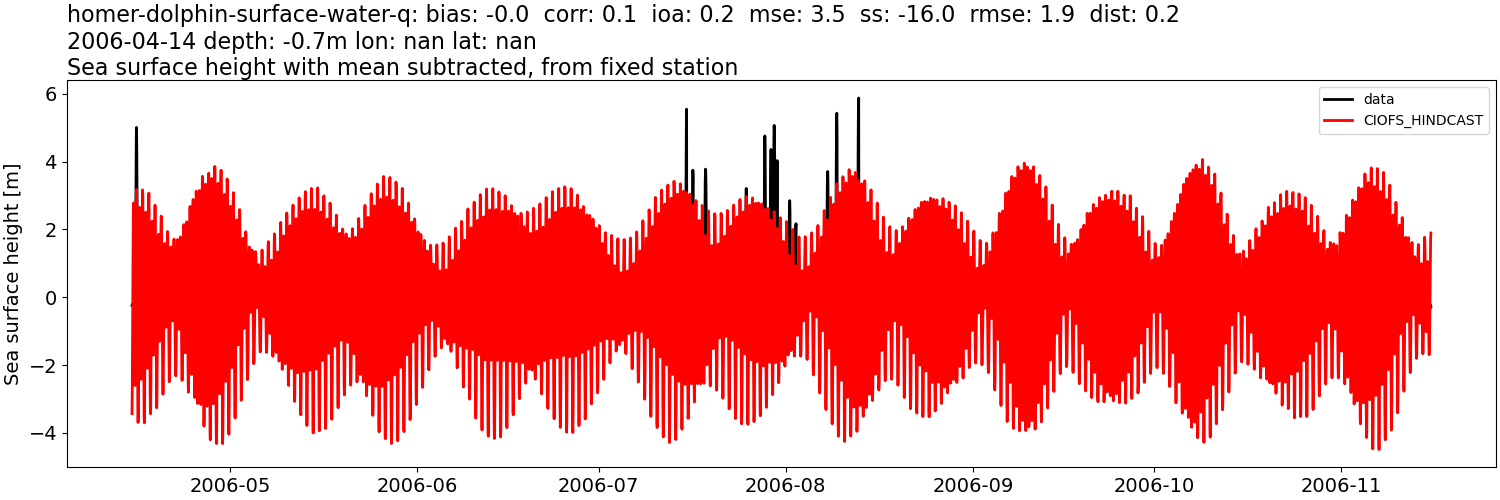 homer-dolphin-surface-water-q: bias: -0.0  corr: 0.1  ioa: 0.2  mse: 3.5  ss: -16.0  rmse: 1.9  dist: 0.2
2006-04-14 depth: -0.7m lon: nan lat: nan
Sea surface height with mean subtracted, from fixed station
Sea surface height [m]
6
4
2
0
−2
−4
data
CIOFS_HINDCAST
2006-05
2006-06
2006-07
2006-08
2006-09
2006-10
2006-11